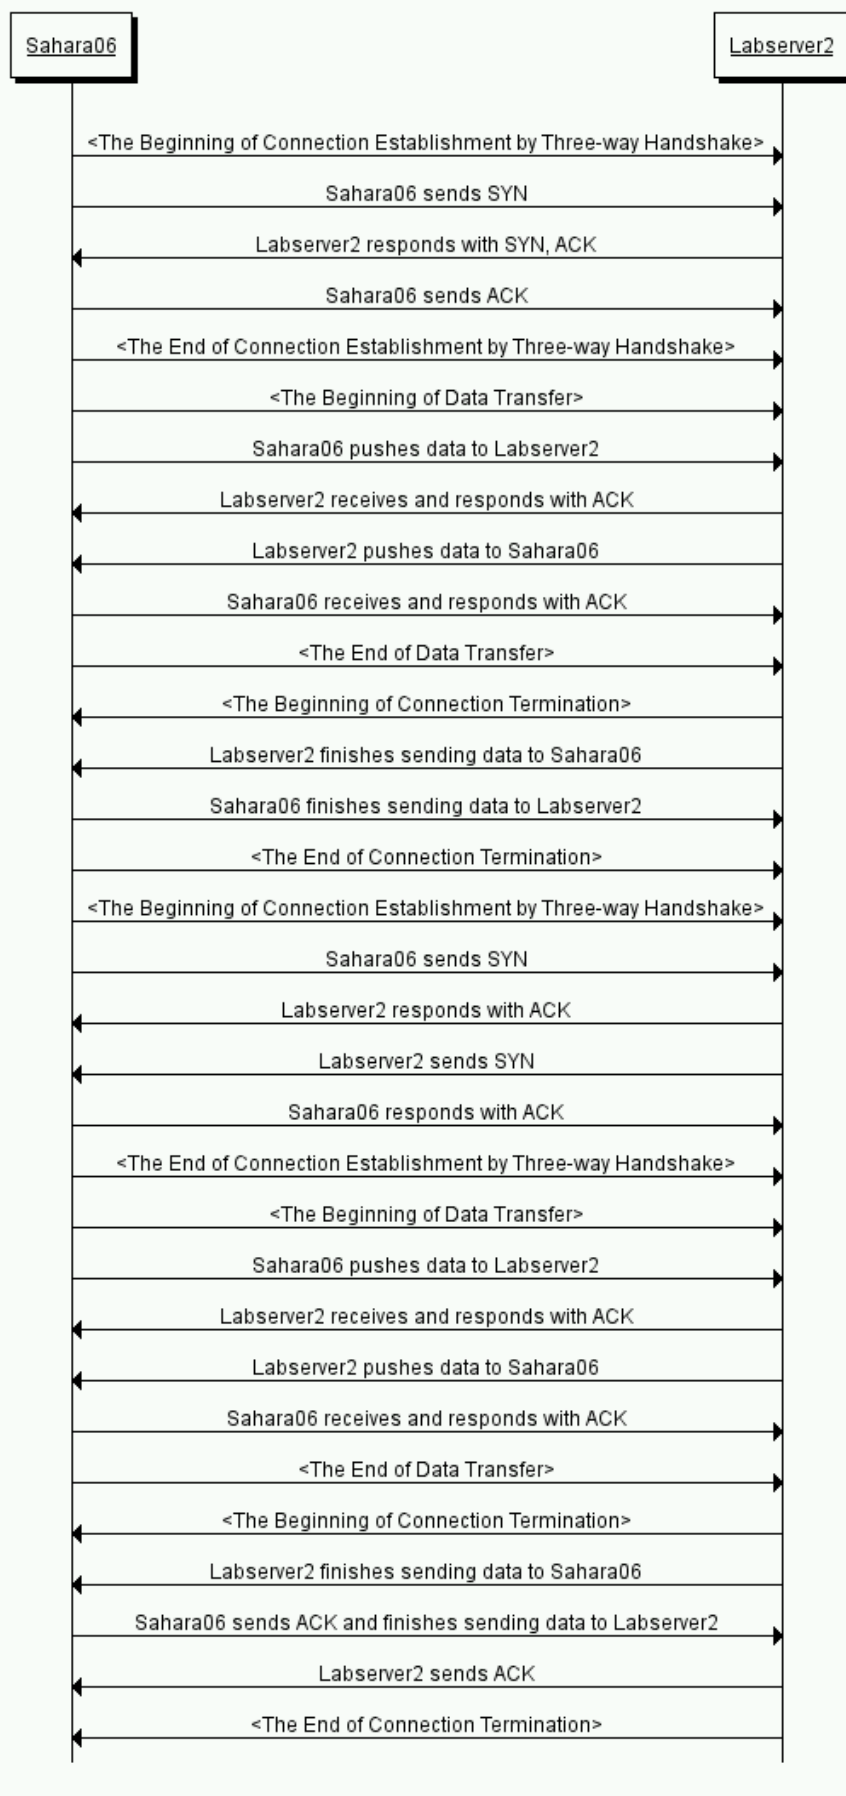 Sahara06
Labserver2
<The Beginning of Connection Establishment by Three-way Handshake>
Sahara06 sends SYN
Labserver2 responds with SYN, ACK
Sahara06 sends ACK
<The End of Connection Establishment by Three-way Handshake>
<The Beginning of Data Transfer>
Sahara06 pushes data to Labserver2
Labserver2 receives and responds with ACK
Labserver2 pushes data to Sahara06
Sahara06 receives and responds with ACK
<The End of Data Transfer>
<The Beginning of Connection Termination>
Labserver2 finishes sending data to Sahara06
Sahara06 finishes sending data to Labserver2
<The End of Connection Termination>
<The Beginning of Connection Establishment by Three-way Handshake>
Sahara06 sends SYN
Labserver2 responds with ACK
Labserver2 sends SYN
Sahara06 responds with ACK
<The End of Connection Establishment by Three-way Handshake>
<The Beginning of Data Transfer>
Sahara06 pushes data to Labserver2
Labserver2 receives and responds with ACK
Labserver2 pushes data to Sahara06
Sahara06 receives and responds with ACK
<The End of Data Transfer>
<The Beginning of Connection Termination>
Labserver2 finishes sending data to Sahara06
Sahara06 sends ACK and finishes sending data to Labserver2
Labserver2 sends ACK
<The End of Connection Termination>